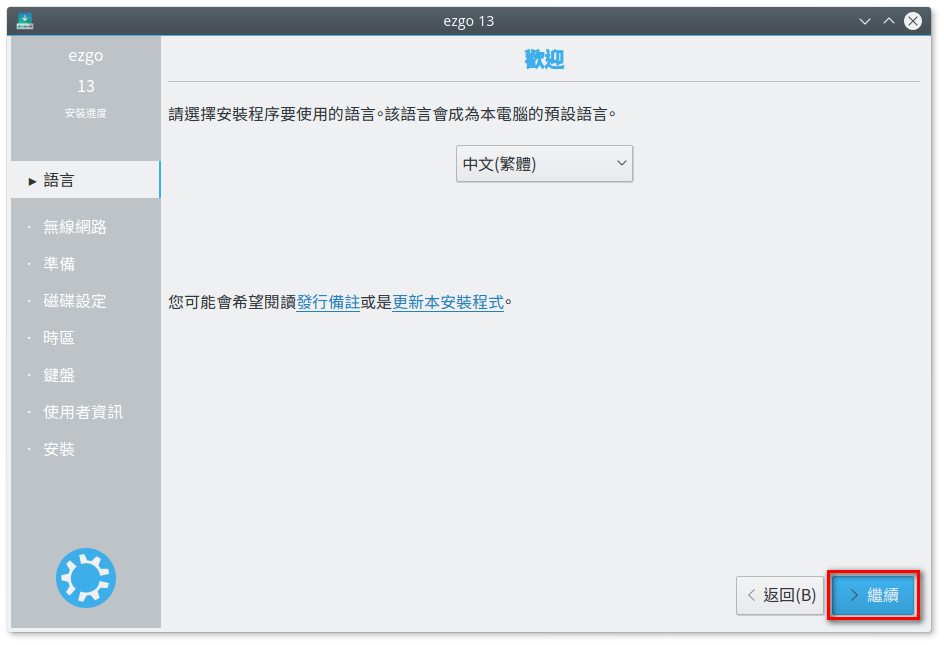 ezgo 13
ezgo
13
安裝進度
▸ 語言
· 無線網路
· 準備
· 磁碟設定
· 時區
· 鍵盤
· 使用者資訊
· 安裝
歡迎
請選擇安裝程序要使用的語言。該語言會成為本電腦的預設語言。
中文(繁體)
您可能會希望閱讀發行備註或是更新本安裝程式。
返回(B)
繼續